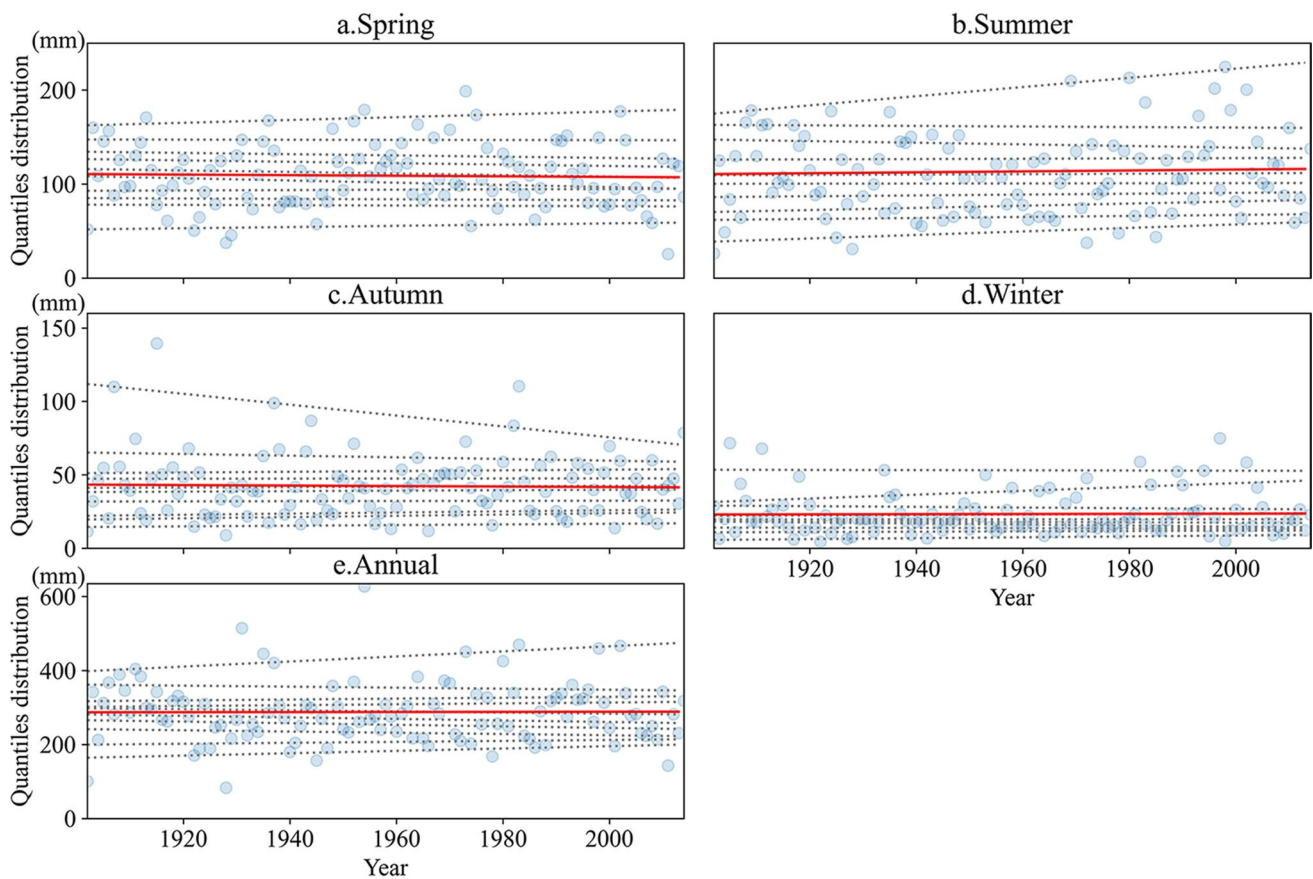 a.Spring
b.Summer
(mm)
Quantiles distribution
200
100
0
c.Autumn
d.Winter
(mm)
Quantiles distribution
150
100
50
0
1920 1940 1960 1980 2000
Year
e.Annual
(mm)
Quantiles distribution
600
400
200
0
1920 1940 1960 1980 2000
Year